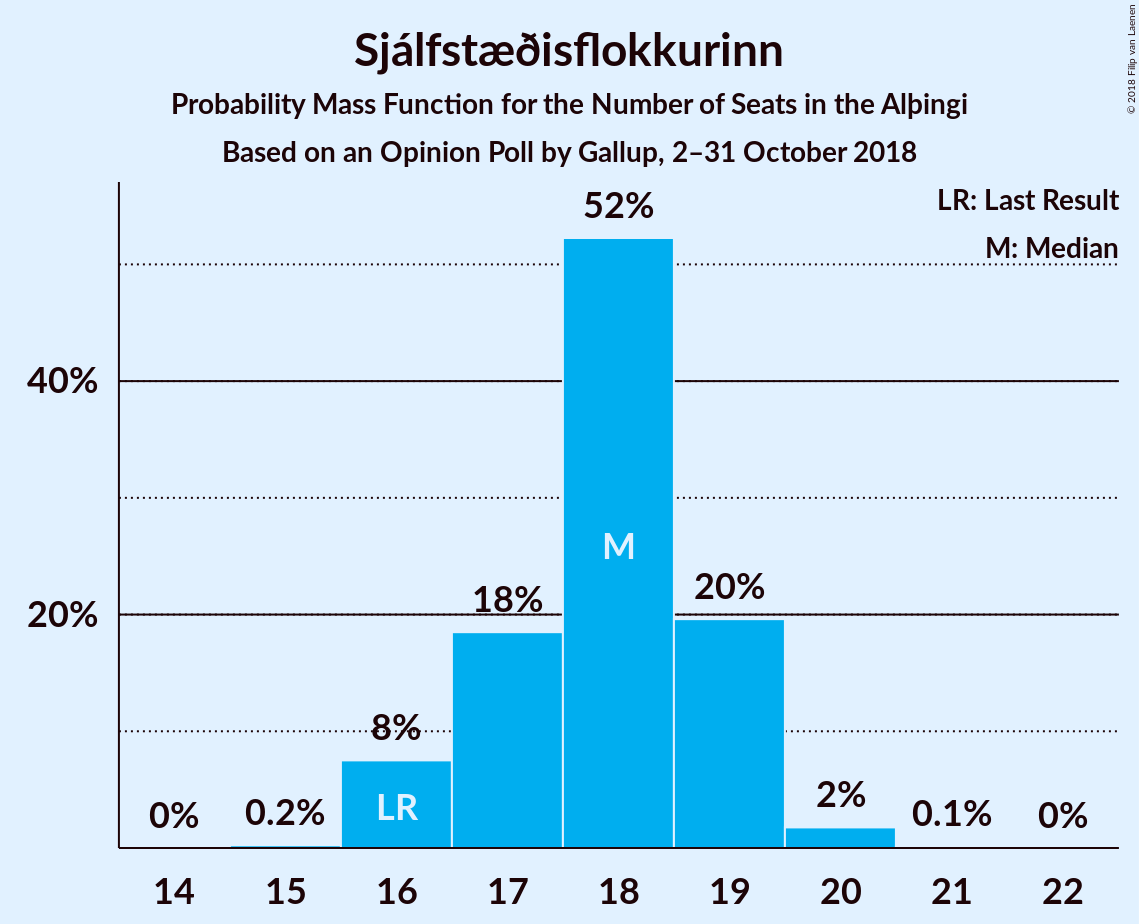 Sjálfstæðisflokkurinn
Probability Mass Function for the Number of Seats in the Alþingi
Based on an Opinion Poll by Gallup, 2–31 October 2018
© 2018 Filip van Laenen
LR: Last Result
M: Median
52%
40%
20%
18%
20%
8%
0%
0.2%
2%
0.1%
0%
M
LR
14 15 16 17 18 19 20 21 22